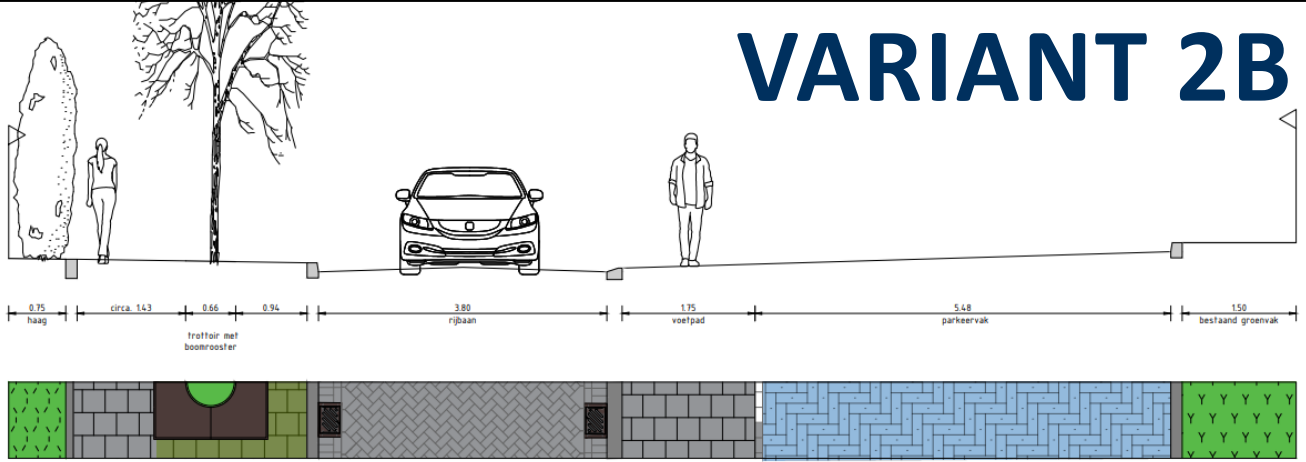 VARIANT 2B
0.75
haag
circa. 1.43
0.66
0.94
trottoir met
boomrooster
3.80
rijbaan
1.75
voetpad
5.48
parkeervak
1.50
bestaand groenvak